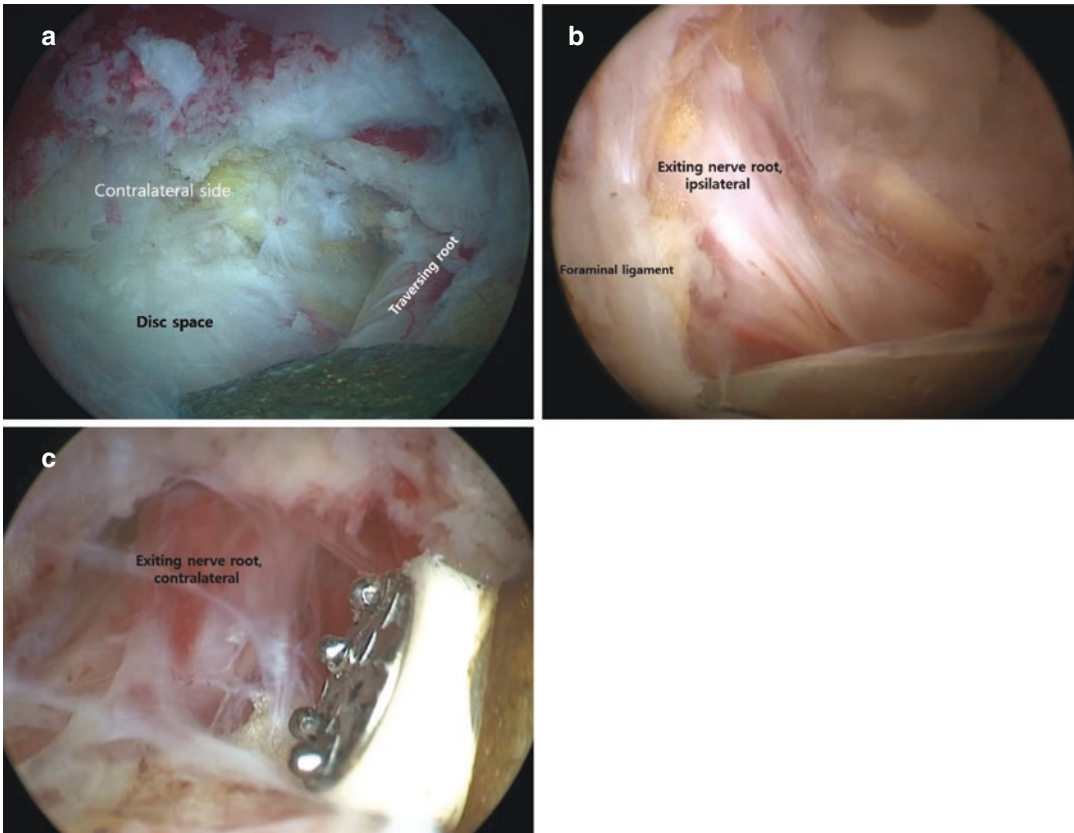 a
Contralateral side
Traversing root
Disc space
b
Exiting nerve root,
ipsilateral
Foraminal ligament
c
Exiting nerve root,
contralateral